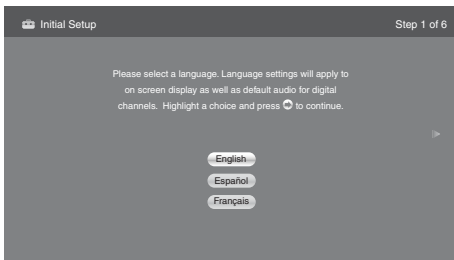 Initial Setup
Step 1 of 6
Please select a language. Language settings will apply to
on screen display as well as default audio for digital
channels. Highlight a choice and press to continue.
English
Español
Français